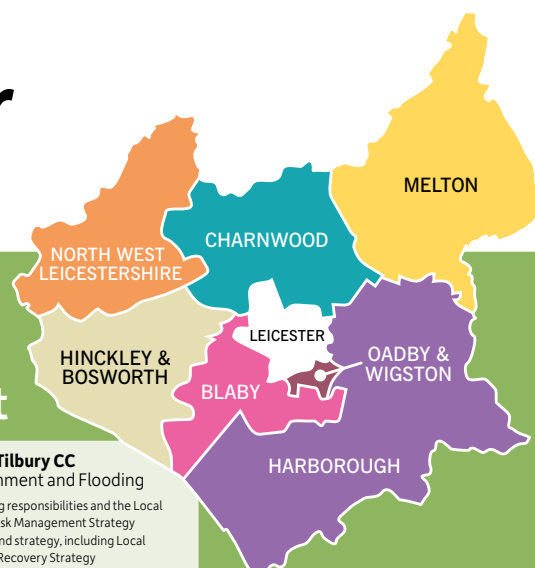 r
MELTON
CHARNWOOD
NORTH WEST
LEICESTERSHIRE
LEICESTER
HINCKLEY &
BOSWORTH
OADBY &
WIGSTON
BLABY
t
HARBOROUGH
Tilbury CC
nment and Flooding
g responsibilities and the Local
sk Management Strategy
nd strategy, including Local
Recovery Strategy